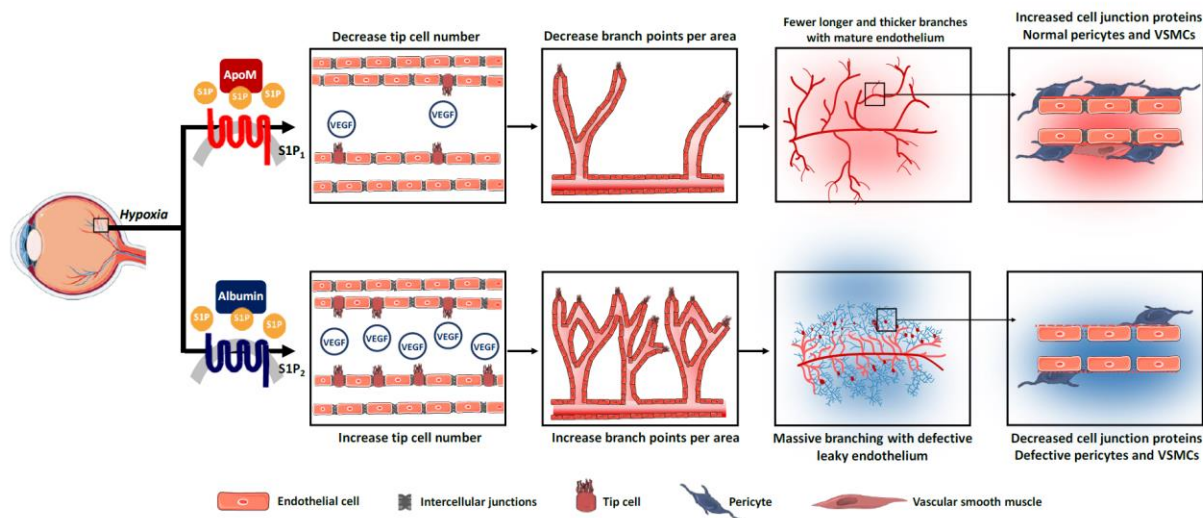 Decrease tip cell number
Decrease branch points per area
Fewer longer and thicker branches
with mature endothelium
Increased cell junction proteins
Normal pericytes and VSMCs
ApoM
S1P
S1P
S1P
S1P1
VEGF
VEGF
Hypoxia
Albumin
S1P
S1P
S1P
S1P2
VEGF
VEGF
VEGF
VEGF
VEGF
Increase tip cell number
Increase branch points per area
Massive branching with defective
leaky endothelium
Decreased cell junction proteins
Defective pericytes and VSMCs
Endothelial cell
Intercellular junctions
Tip cell
Pericyte
Vascular smooth muscle